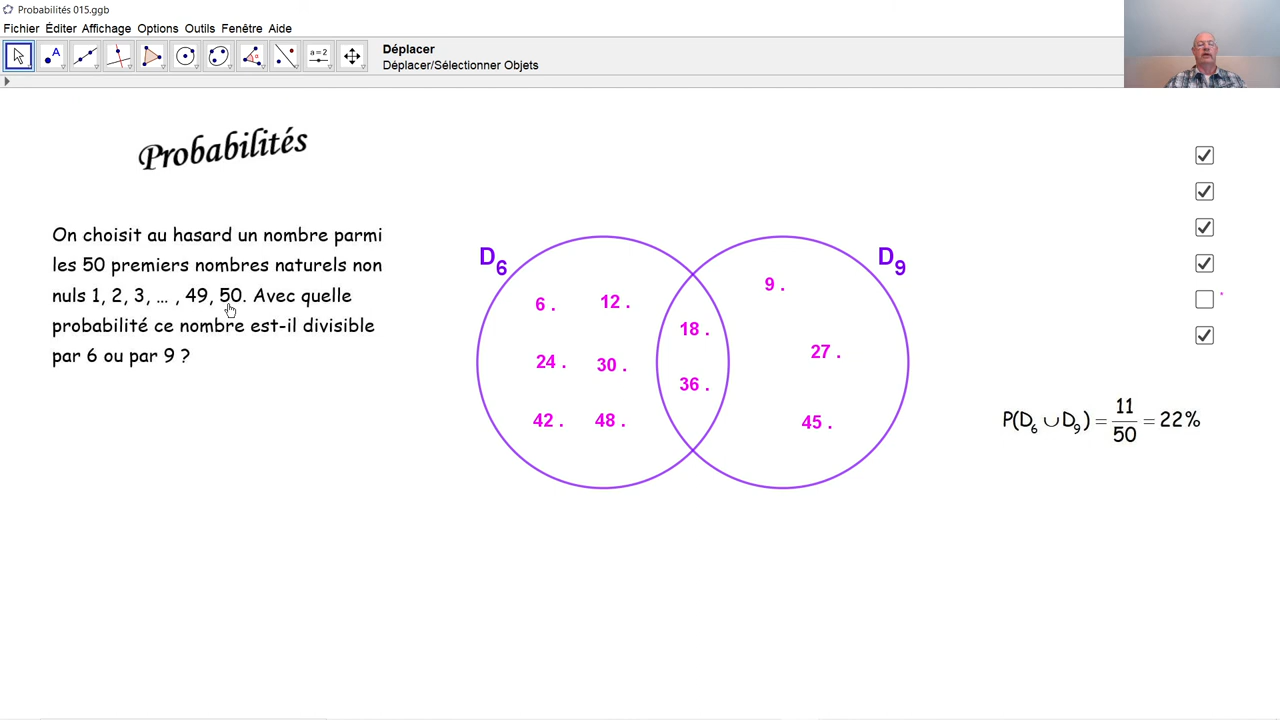 Probabilités 015.ggb
Fichier Éditer Affichage Options Outils Fenêtre Aide
A
a=2
Déplacer
Déplacer/Sélectionner Objets
Probabilités
On choisit au hasard un nombre parmi
les 50 premiers nombres naturels non
nuls 1, 2, 3, … , 49, 50. Avec quelle
probabilité ce nombre est-il divisible
par 6 ou par 9 ?
D6
D9
6 .
12 .
18 .
9 .
24 .
30 .
36 .
27 .
42 .
48 .
45 .
P(D6 ∪ D9) = 11/50 = 22%